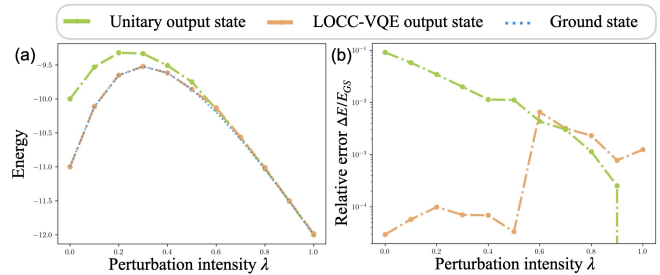 Unitary output state LOCC-VQE output state Ground state
(a)
Energy
−9.5
−10.0
−10.5
−11.0
−11.5
−12.0
0.0 0.2 0.4 0.6 0.8 1.0
Perturbation intensity λ
(b)
Relative error ΔE/E_GS
10⁻¹
10⁻²
10⁻³
10⁻⁴
0.0 0.2 0.4 0.6 0.8 1.0
Perturbation intensity λ